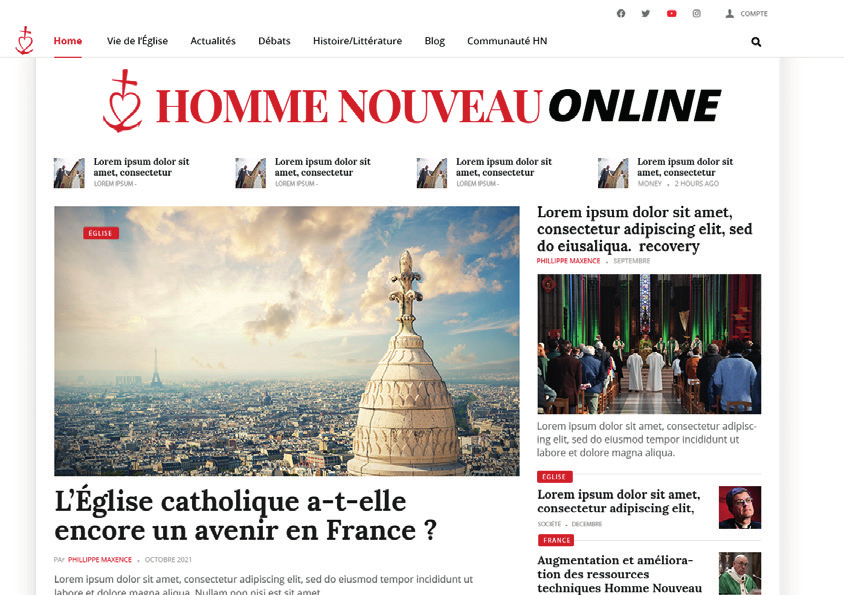 COMPTE
Home Vie de l'Église Actualités Débats Histoire/Littérature Blog Communauté HN
HOMME NOUVEAU ONLINE
Lorem ipsum dolor sit
amet, consectetur
LOREM IPSUM -
Lorem ipsum dolor sit
amet, consectetur
LOREM IPSUM -
Lorem ipsum dolor sit
amet, consectetur
LOREM IPSUM -
Lorem ipsum dolor sit
amet, consectetur
MONEY • 2 HOURS AGO
ÉGLISE
L'Église catholique a-t-elle
encore un avenir en France ?
PAr PHILLIPPE MAXENCE • OCTOBRE 2021
Lorem ipsum dolor sit amet, consectetur adipiscing elit, sed do eiusmod tempor incididunt ut
labore et dolore magna aliqua. Nullam non nisi est sit amet
Lorem ipsum dolor sit amet,
consectetur adipiscing elit, sed
do eiusaliqua. recovery
PHILLIPPE MAXENCE • SEPTEMBRE
Lorem ipsum dolor sit amet, consectetur adipisc-
ing elit, sed do eiusmod tempor incididunt ut
labore et dolore magna aliqua.
ÉGLISE
Lorem ipsum dolor sit amet,
consectetur adipiscing elit,
SOCIÉTÉ • DECEMBRE
FRANCE
Augmentation et améliora-
tion des ressources
techniques Homme Nouveau